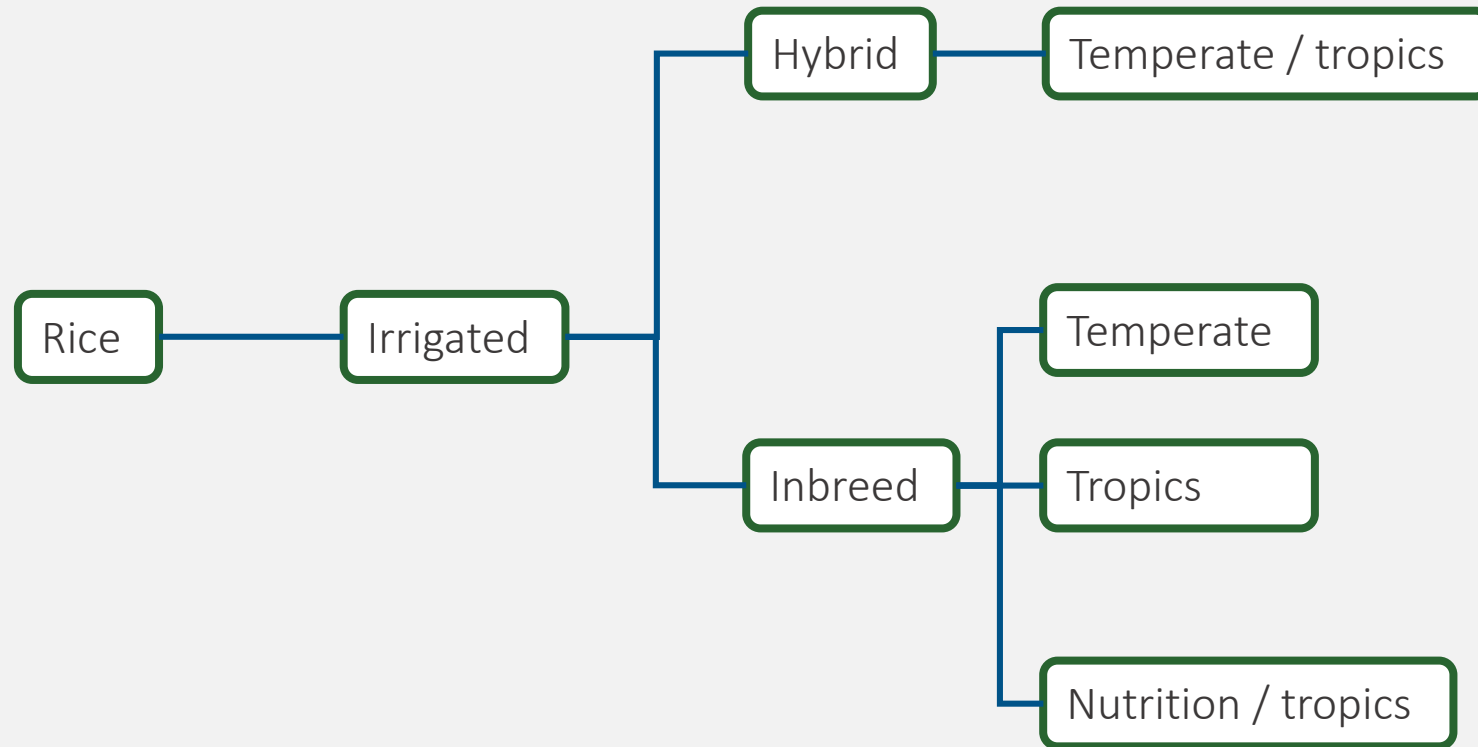 Hybrid
Temperate / tropics
Rice
Irrigated
Temperate
Inbreed
Tropics
Nutrition / tropics